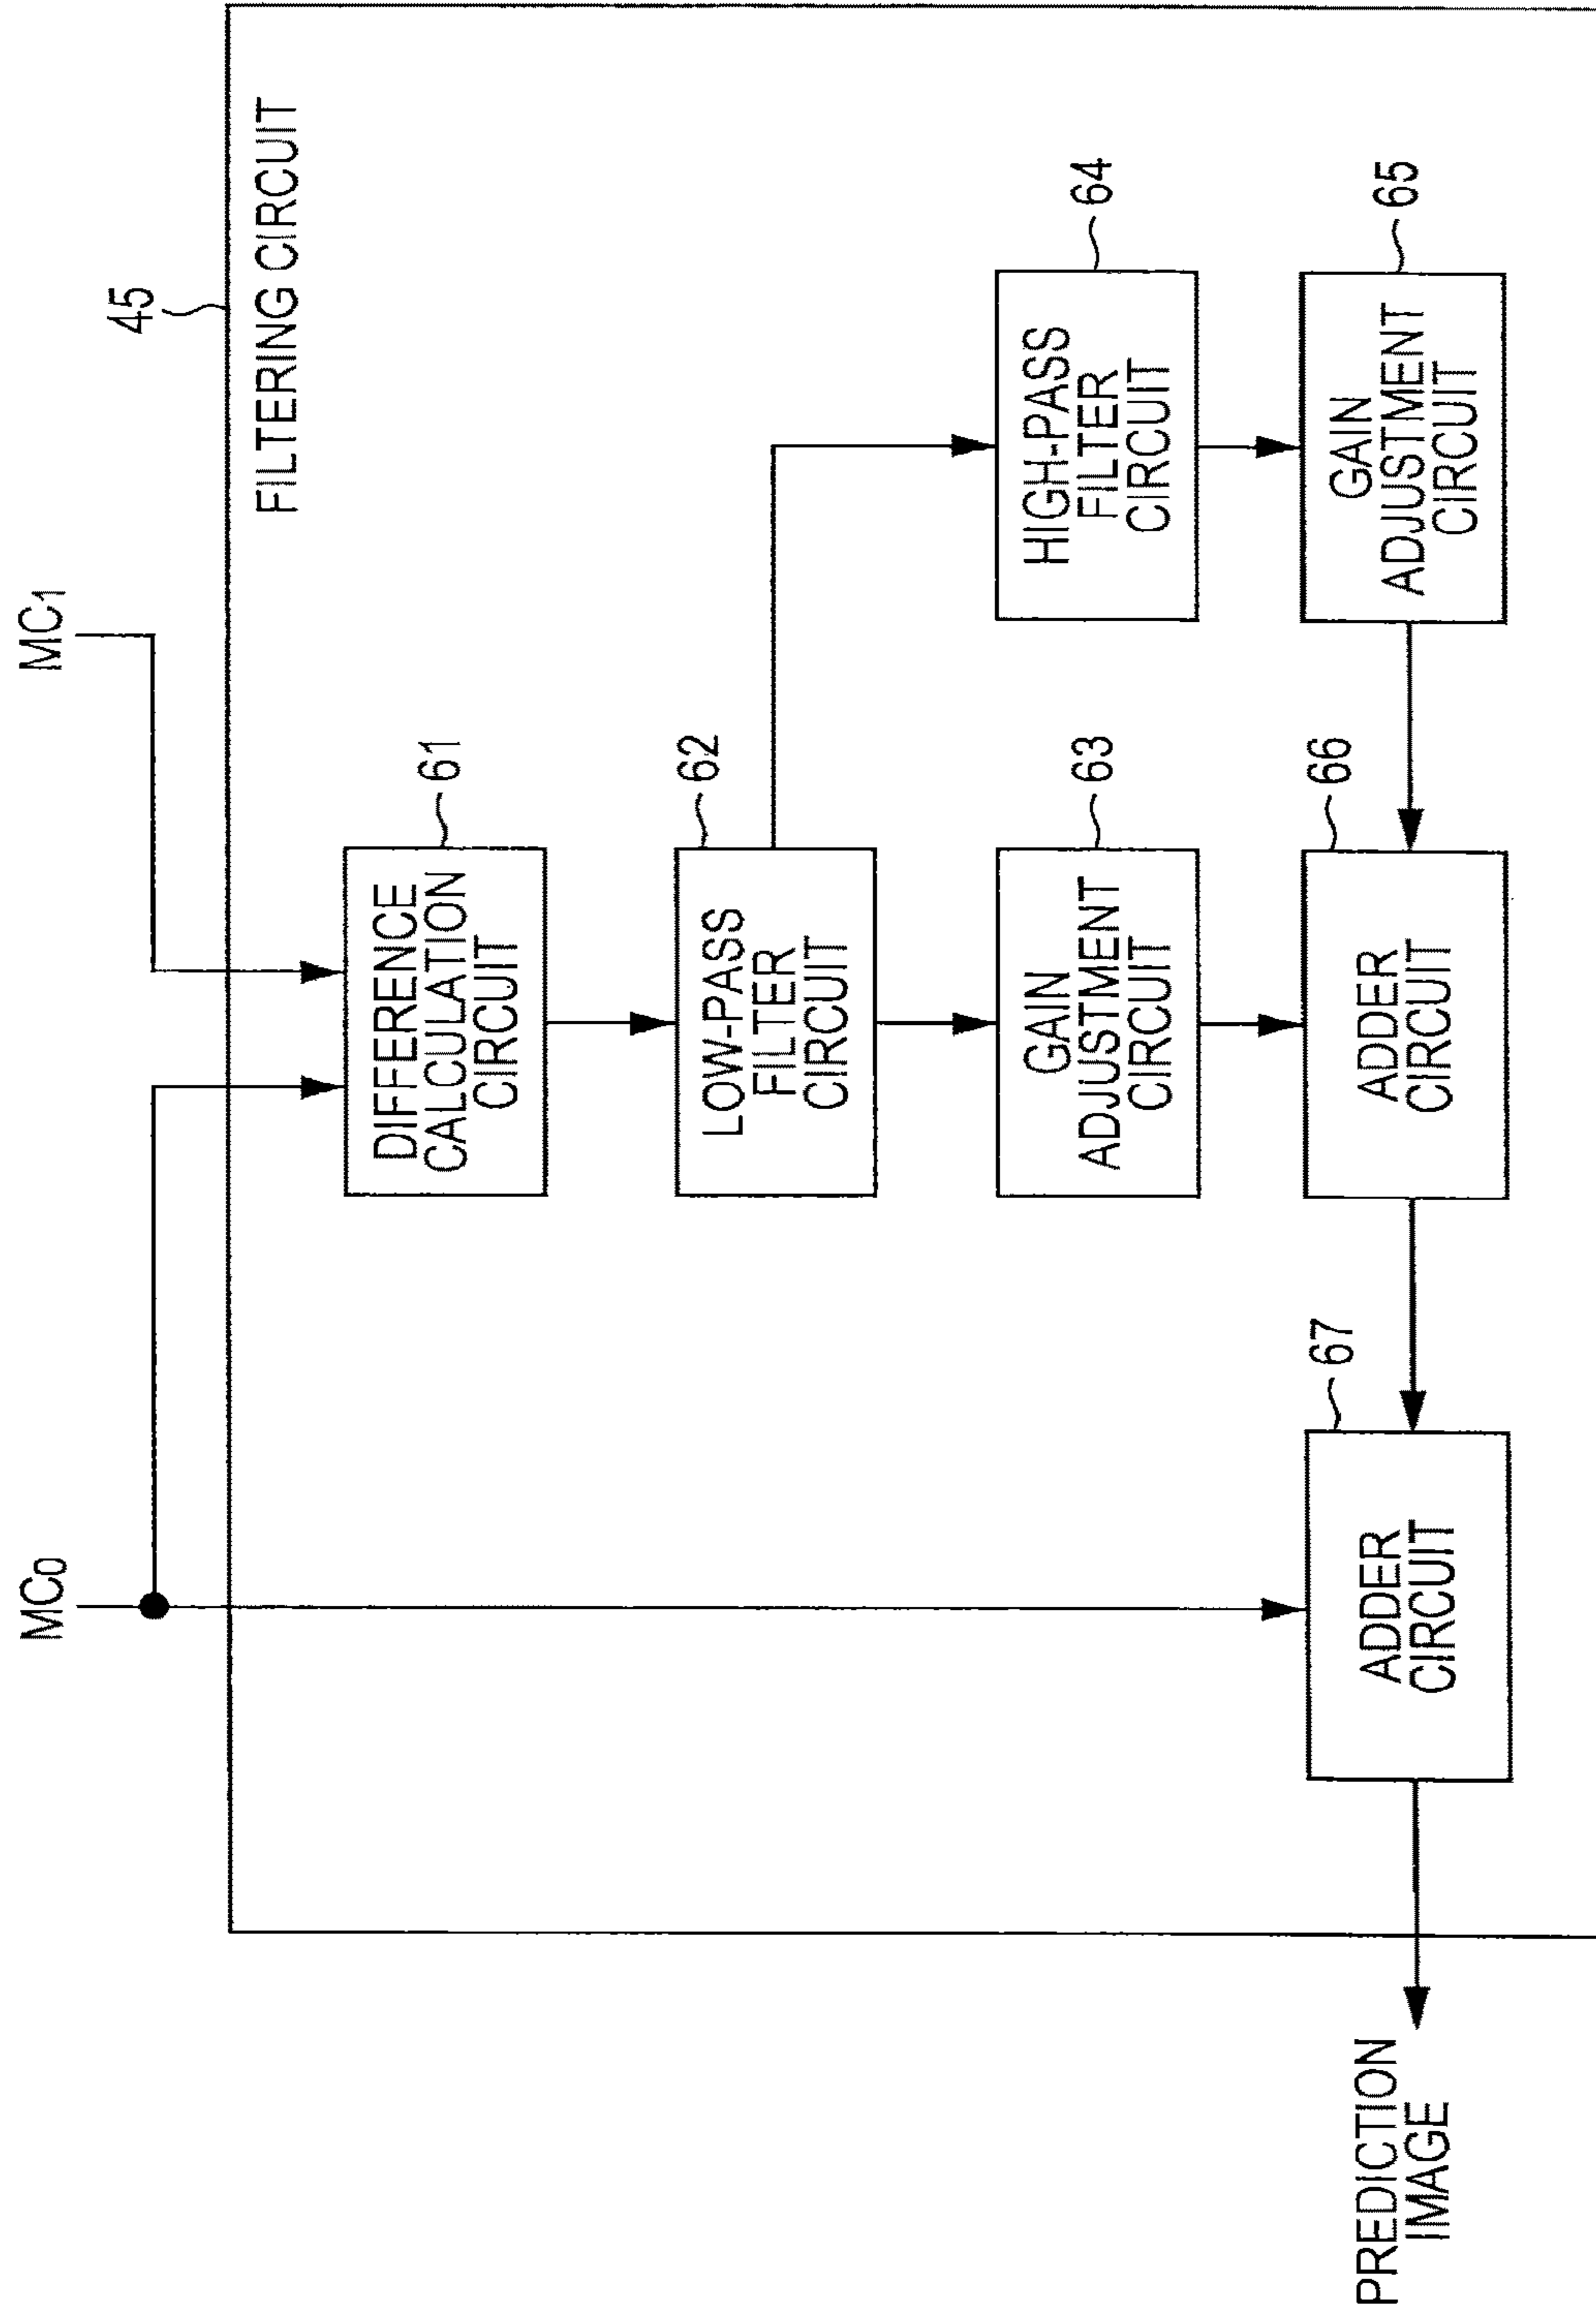 MC0
MC1
45
FILTERING CIRCUIT
61
DIFFERENCE
CALCULATION
CIRCUIT
62
LOW-PASS
FILTER
CIRCUIT
63
GAIN
ADJUSTMENT
CIRCUIT
64
HIGH-PASS
FILTER
CIRCUIT
67
ADDER
CIRCUIT
66
ADDER
CIRCUIT
65
GAIN
ADJUSTMENT
CIRCUIT
PREDICTION
IMAGE